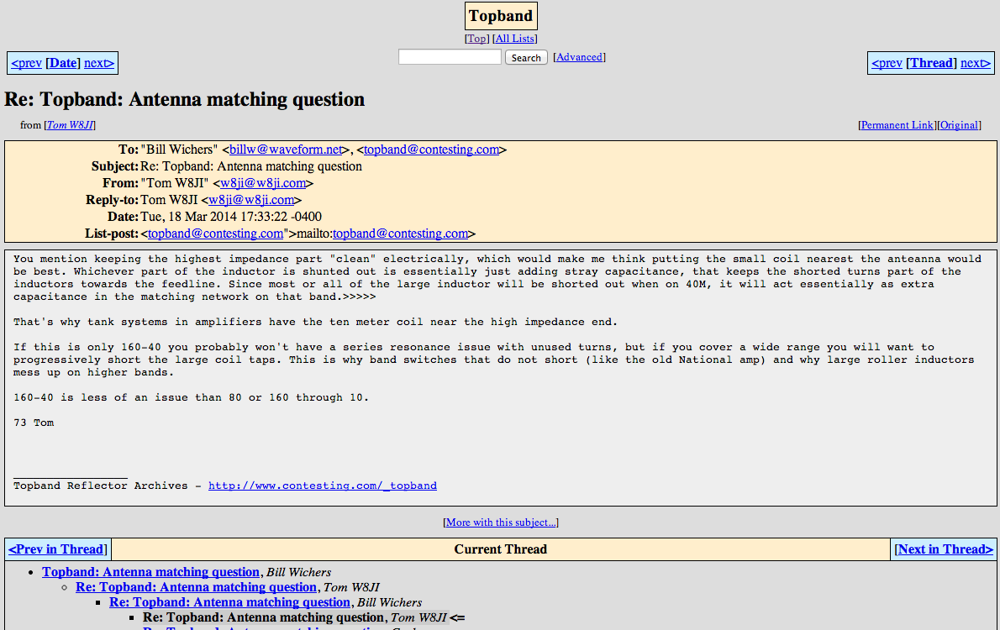 Topband
[Top] [All Lists]
<prev [Date] next>
Search [Advanced]
<prev [Thread] next>
Re: Topband: Antenna matching question
from [Tom W8JI]
[Permanent Link][Original]
To: "Bill Wichers" <billw@waveform.net>, <topband@contesting.com>
Subject: Re: Topband: Antenna matching question
From: "Tom W8JI" <w8ji@w8ji.com>
Reply-to: Tom W8JI <w8ji@w8ji.com>
Date: Tue, 18 Mar 2014 17:33:22 -0400
List-post: <topband@contesting.com">mailto:topband@contesting.com>
You mention keeping the highest impedance part "clean" electrically, which would make me think putting the small coil nearest the anteanna would
be best. Whichever part of the inductor is shunted out is essentially just adding stray capacitance, that keeps the shorted turns part of the
inductors towards the feedline. Since most or all of the large inductor will be shorted out when on 40M, it will act essentially as extra
capacitance in the matching network on that band.>>>>>
That's why tank systems in amplifiers have the ten meter coil near the high impedance end.
If this is only 160-40 you probably won't have a series resonance issue with unused turns, but if you cover a wide range you will want to
progressively short the large coil taps. This is why band switches that do not short (like the old National amp) and why large roller inductors
mess up on higher bands.
160-40 is less of an issue than 80 or 160 through 10.
73 Tom
_________________
Topband Reflector Archives - http://www.contesting.com/_topband
[More with this subject...]
<Prev in Thread]
Current Thread
[Next in Thread>
Topband: Antenna matching question, Bill Wichers
Re: Topband: Antenna matching question, Tom W8JI
Re: Topband: Antenna matching question, Bill Wichers
Re: Topband: Antenna matching question, Tom W8JI <=